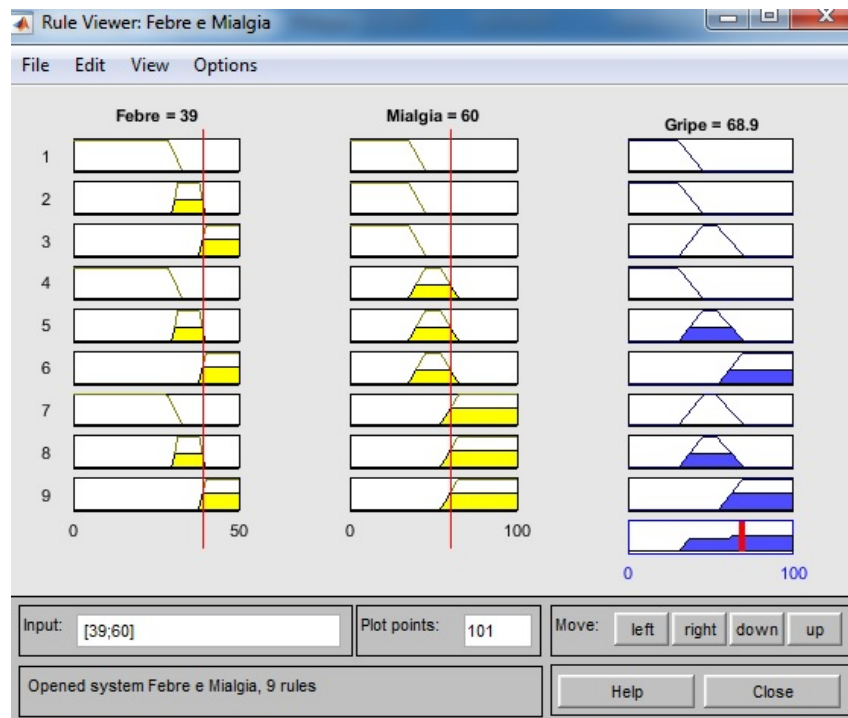 Rule Viewer: Febre e Mialgia
File Edit View Options
Febre = 39 Mialgia = 60 Gripe = 68.9
1
2
3
4
5
6
7
8
9
0 50 0 100
0 100
Input: [39;60] Plot points: 101 Move: left right down up
Opened system Febre e Mialgia, 9 rules Help Close